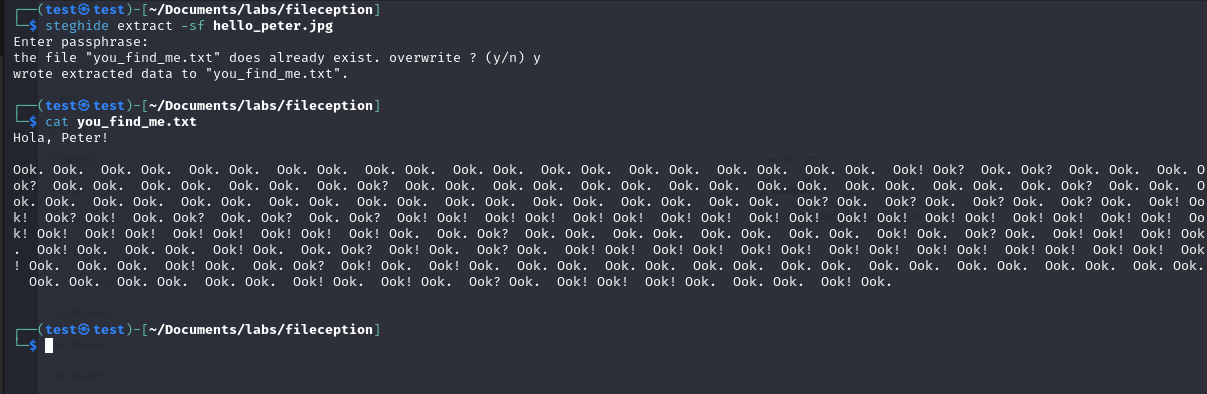 ┌──(test㉿test)-[~/Documents/labs/fileception]
└─$ steghide extract -sf hello_peter.jpg
Enter passphrase:
the file "you_find_me.txt" does already exist. overwrite ? (y/n) y
wrote extracted data to "you_find_me.txt".
┌──(test㉿test)-[~/Documents/labs/fileception]
└─$ cat you_find_me.txt
Hola, Peter!
Ook. Ook.  Ook. Ook.  Ook. Ook.  Ook. Ook.  Ook. Ook.  Ook. Ook.  Ook. Ook.  Ook. Ook.  Ook. Ook.  Ook. Ook.  Ook! Ook?  Ook. Ook?  Ook. Ook.  Ook. O
ok?  Ook. Ook.  Ook. Ook.  Ook. Ook.  Ook. Ook?  Ook. Ook.  Ook. Ook.  Ook. Ook.  Ook. Ook.  Ook. Ook.  Ook. Ook.  Ook. Ook.  Ook. Ook?  Ook. Ook.  O
ok. Ook.  Ook. Ook.  Ook. Ook.  Ook. Ook.  Ook. Ook.  Ook. Ook.  Ook. Ook.  Ook. Ook.  Ook. Ook?  Ook? Ook.  Ook? Ook.  Ook? Ook.  Ook? Ook.  Ook! Oo
k!  Ook? Ook!  Ook. Ook?  Ook. Ook?  Ook. Ook?  Ook! Ook!  Ook! Ook!  Ook! Ook!  Ook! Ook!  Ook! Ook!  Ook! Ook!  Ook! Ook!  Ook! Ook!  Ook! Ook!  Oo
k! Ook!  Ook! Ook!  Ook! Ook!  Ook! Ook!  Ook! Ook.  Ook. Ook?  Ook. Ook.  Ook. Ook.  Ook. Ook.  Ook. Ook.  Ook! Ook.  Ook. Ook?  Ook. Ook!  Ook! Ook
.  Ook! Ook.  Ook. Ook.  Ook! Ook.  Ook. Ook?  Ook! Ook.  Ook? Ook.  Ook! Ook!  Ook! Ook!  Ook! Ook!  Ook! Ook!  Ook! Ook!  Ook! Ook!  Ook! Ook!  Ook
! Ook.  Ook. Ook.  Ook! Ook.  Ook. Ook?  Ook! Ook.  Ook! Ook.  Ook. Ook.  Ook. Ook.  Ook. Ook.  Ook. Ook.  Ook. Ook.  Ook. Ook.  Ook. Ook.  Ook. Ook.
  Ook. Ook.  Ook. Ook.  Ook. Ook.  Ook! Ook.  Ook! Ook.  Ook? Ook.  Ook! Ook!  Ook! Ook.  Ook. Ook.  Ook! Ook.
┌──(test㉿test)-[~/Documents/labs/fileception]
└─$